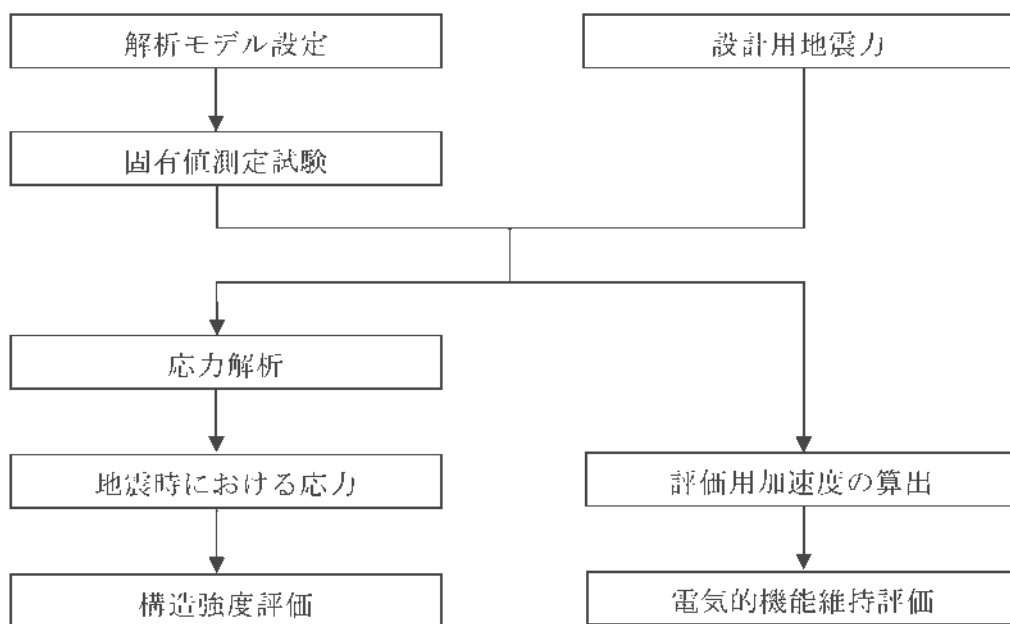 解析モデル設定
設計用地震力
固有値測定試験
応力解析
地震時における応力
評価用加速度の算出
構造強度評価
電気的機能維持評価